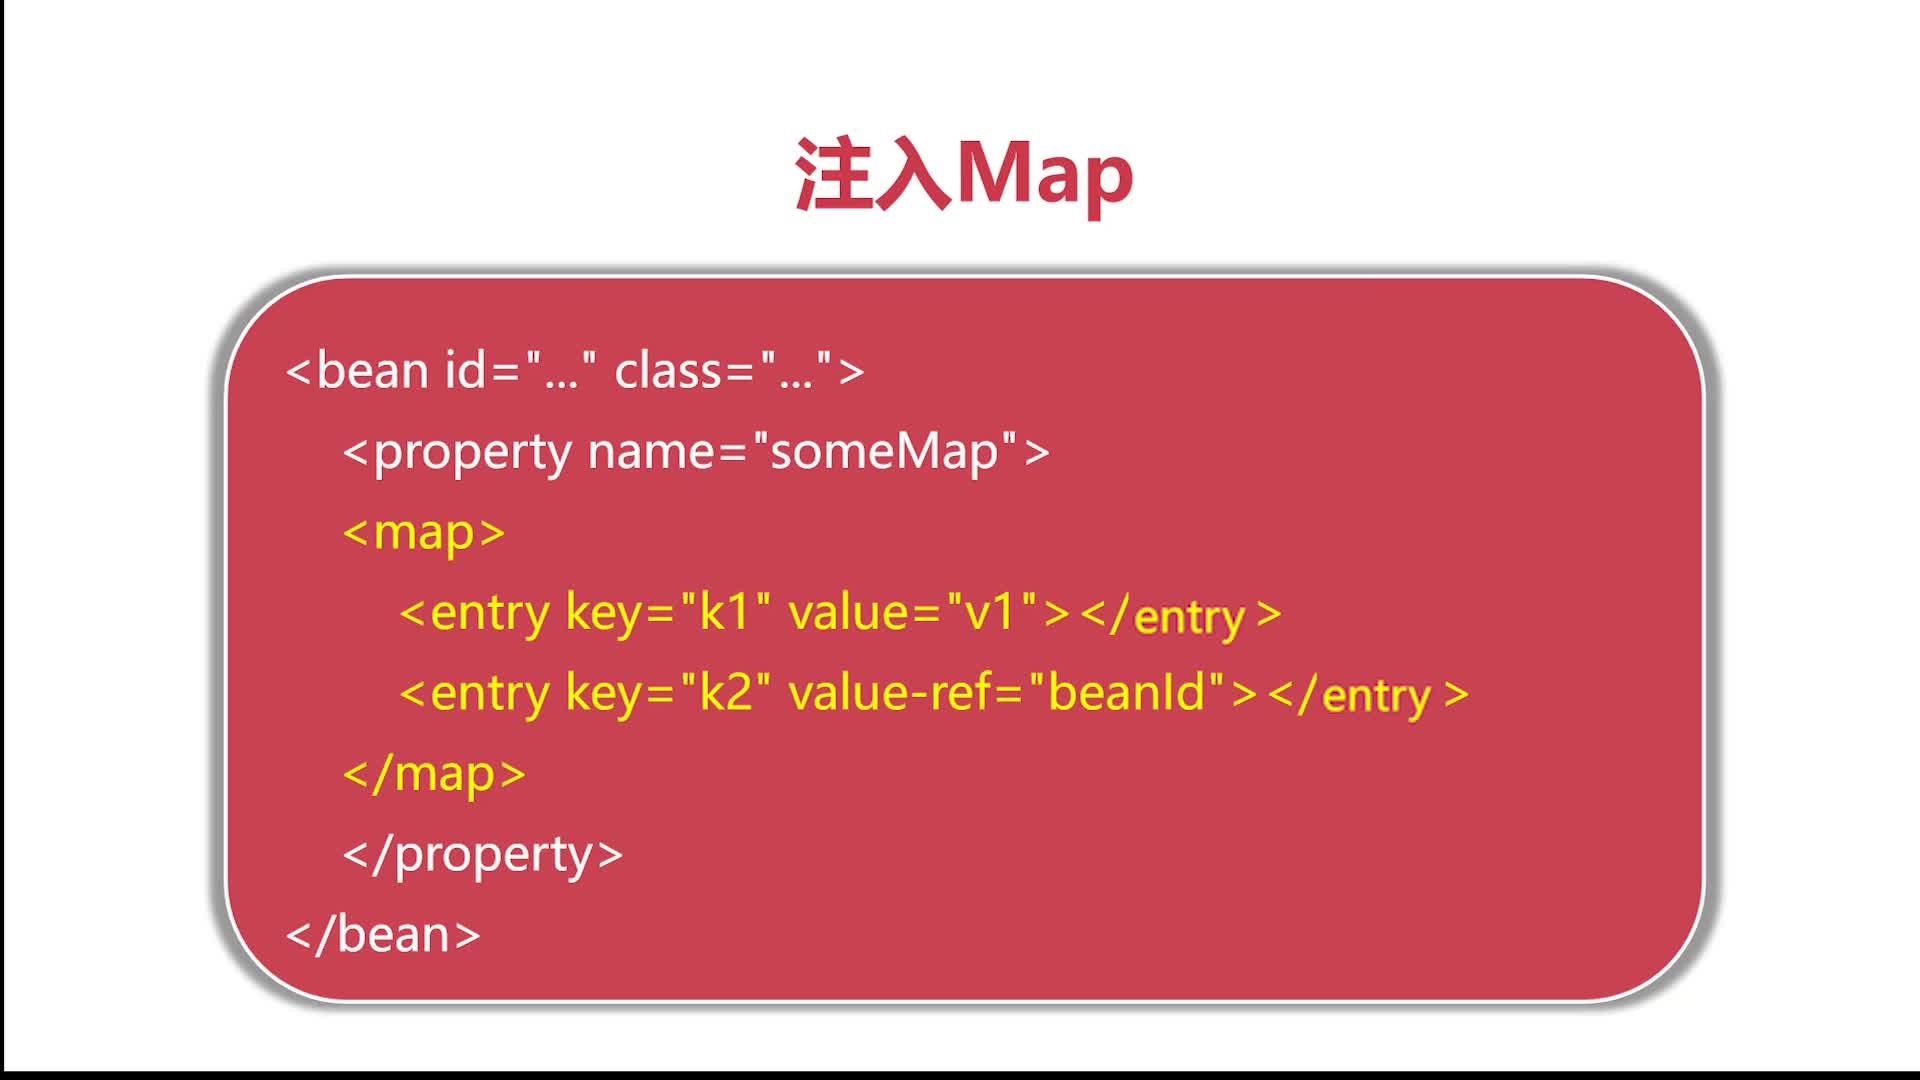 注入Map
<bean id="..." class="...">
<property name="someMap">
<map>
<entry key="k1" value="v1"></entry >
<entry key="k2" value-ref="beanId"></entry >
</map>
</property>
</bean>